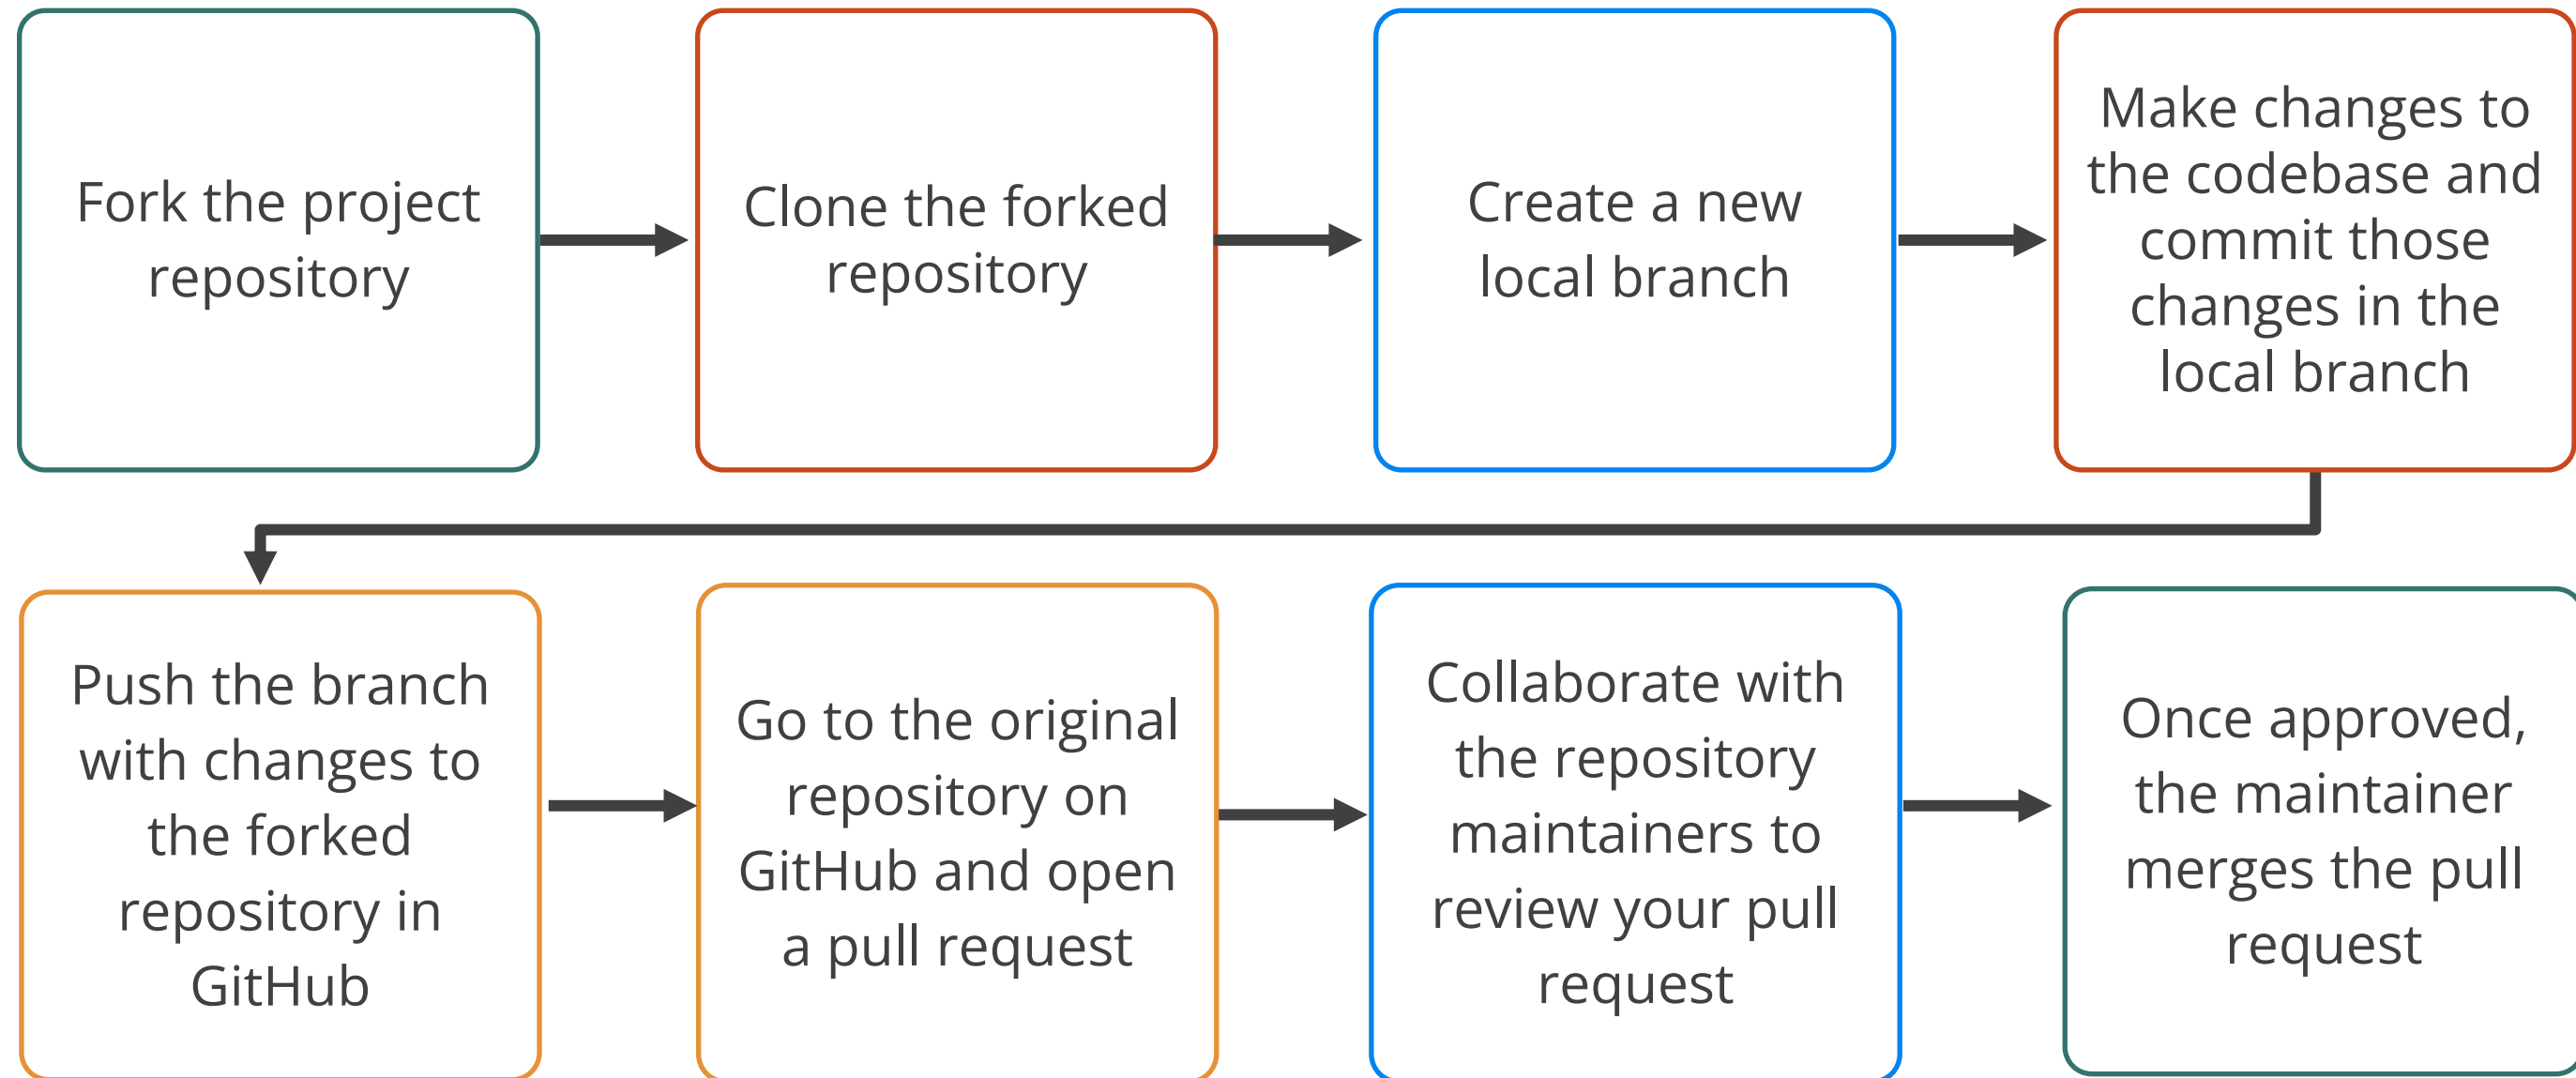 Fork the project
repository
Clone the forked
repository
Create a new
local branch
Make changes to
the codebase and
commit those
changes in the
local branch
Push the branch
with changes to
the forked
repository in
GitHub
Go to the original
repository on
GitHub and open
a pull request
Collaborate with
the repository
maintainers to
review your pull
request
Once approved,
the maintainer
merges the pull
request